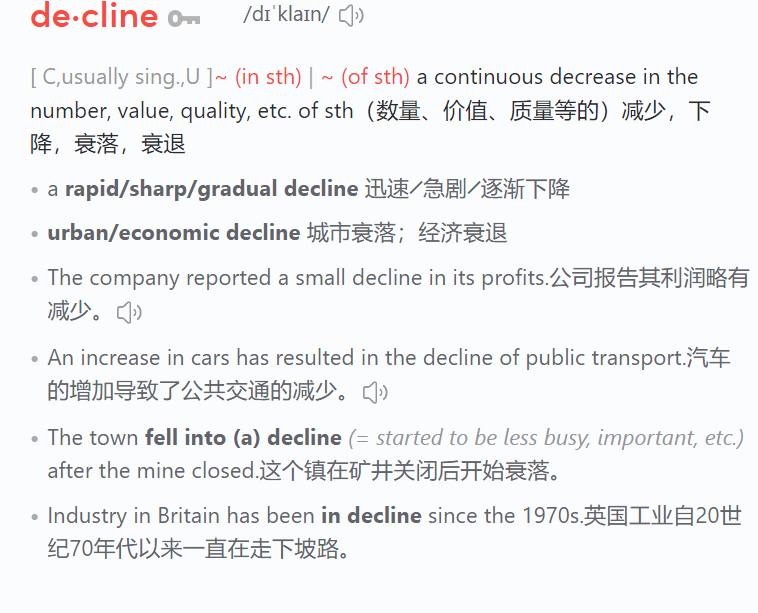 de·cline /dɪˈklaɪn/
[ C,usually sing.,U ]~ (in sth) | ~ (of sth) a continuous decrease in the
number, value, quality, etc. of sth（数量、价值、质量等的）减少，下
降，衰落，衰退
• a rapid/sharp/gradual decline 迅速／急剧／逐渐下降
• urban/economic decline 城市衰落；经济衰退
• The company reported a small decline in its profits.公司报告其利润略有
减少。
• An increase in cars has resulted in the decline of public transport.汽车
的增加导致了公共交通的减少。
• The town fell into (a) decline (= started to be less busy, important, etc.)
after the mine closed.这个镇在矿井关闭后开始衰落。
• Industry in Britain has been in decline since the 1970s.英国工业自20世
纪70年代以来一直在走下坡路。